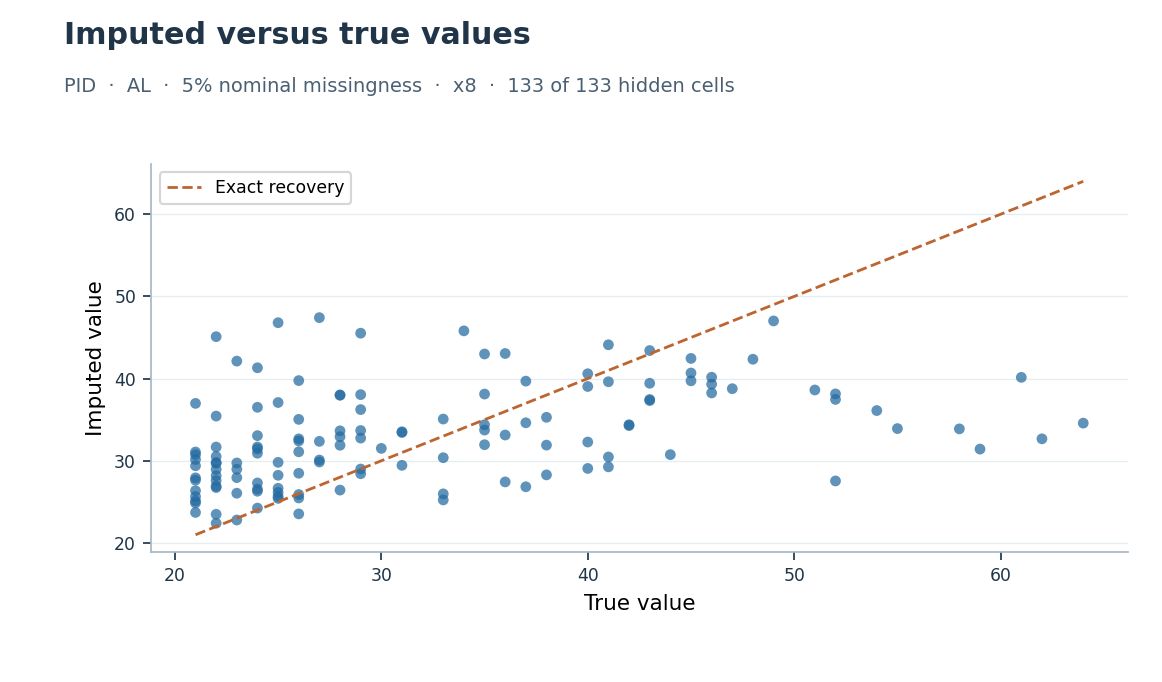 Imputed versus true values
PID · AL · 5% nominal missingness · x8 · 133 of 133 hidden cells
Exact recovery
Imputed value
60
50
40
30
20
20 30 40 50 60
True value